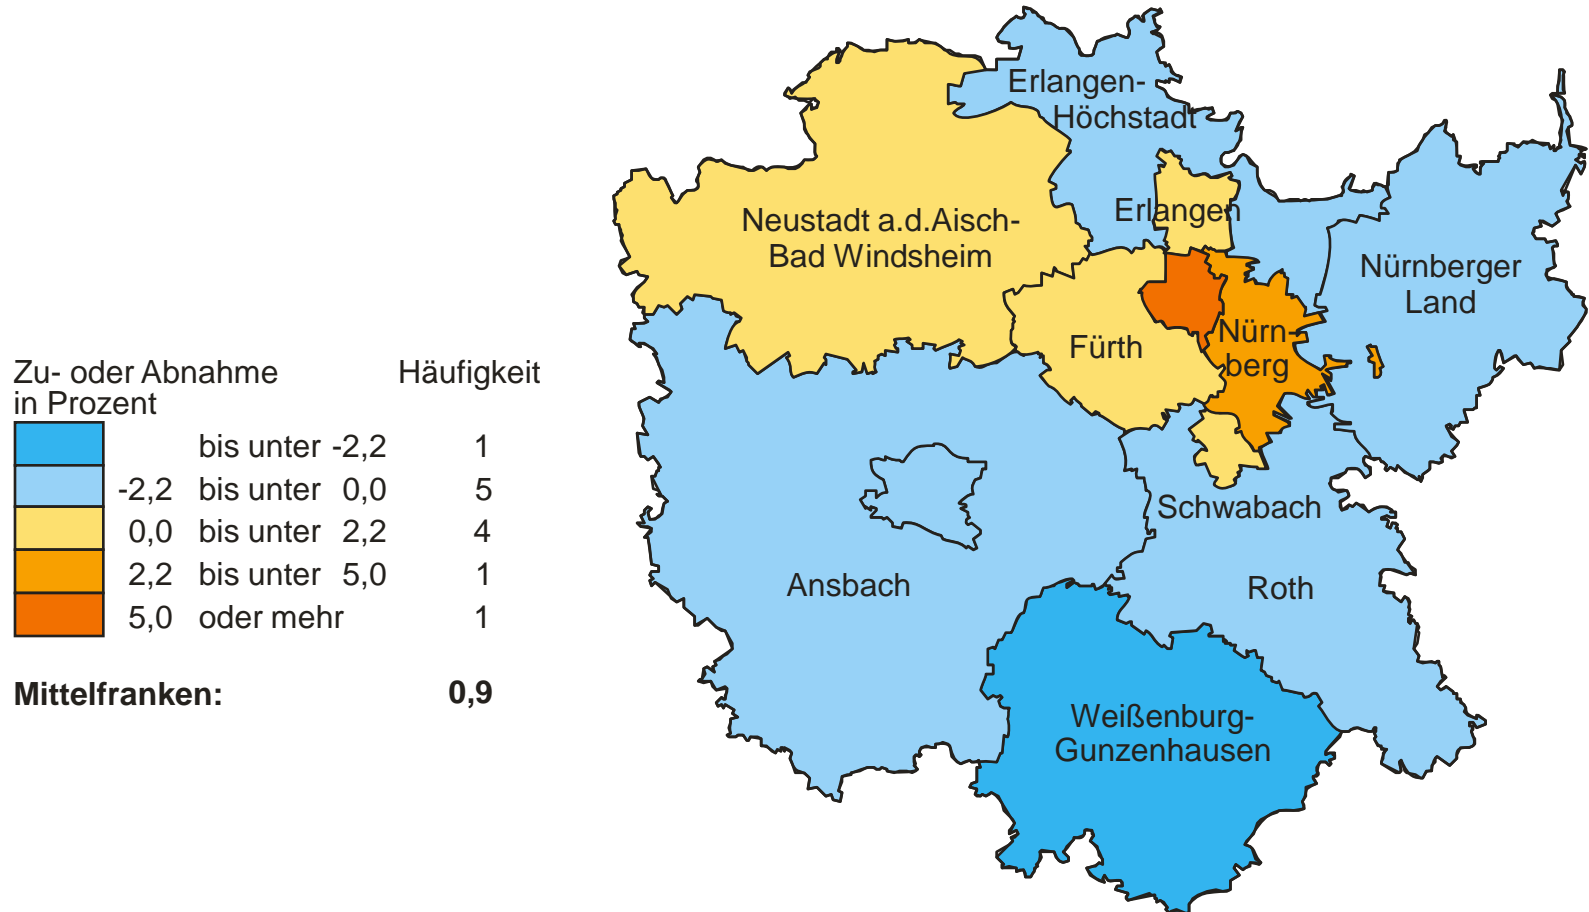 Zu- oder Abnahme Häufigkeit
in Prozent
bis unter -2,2 1
-2,2 bis unter 0,0 5
0,0 bis unter 2,2 4
2,2 bis unter 5,0 1
5,0 oder mehr 1
Mittelfranken: 0,9
Erlangen-
Höchstadt
Neustadt a.d.Aisch-
Bad Windsheim
Erlangen
Nürnberger
Land
Fürth
Nürn-
berg
Schwabach
Ansbach
Roth
Weißenburg-
Gunzenhausen